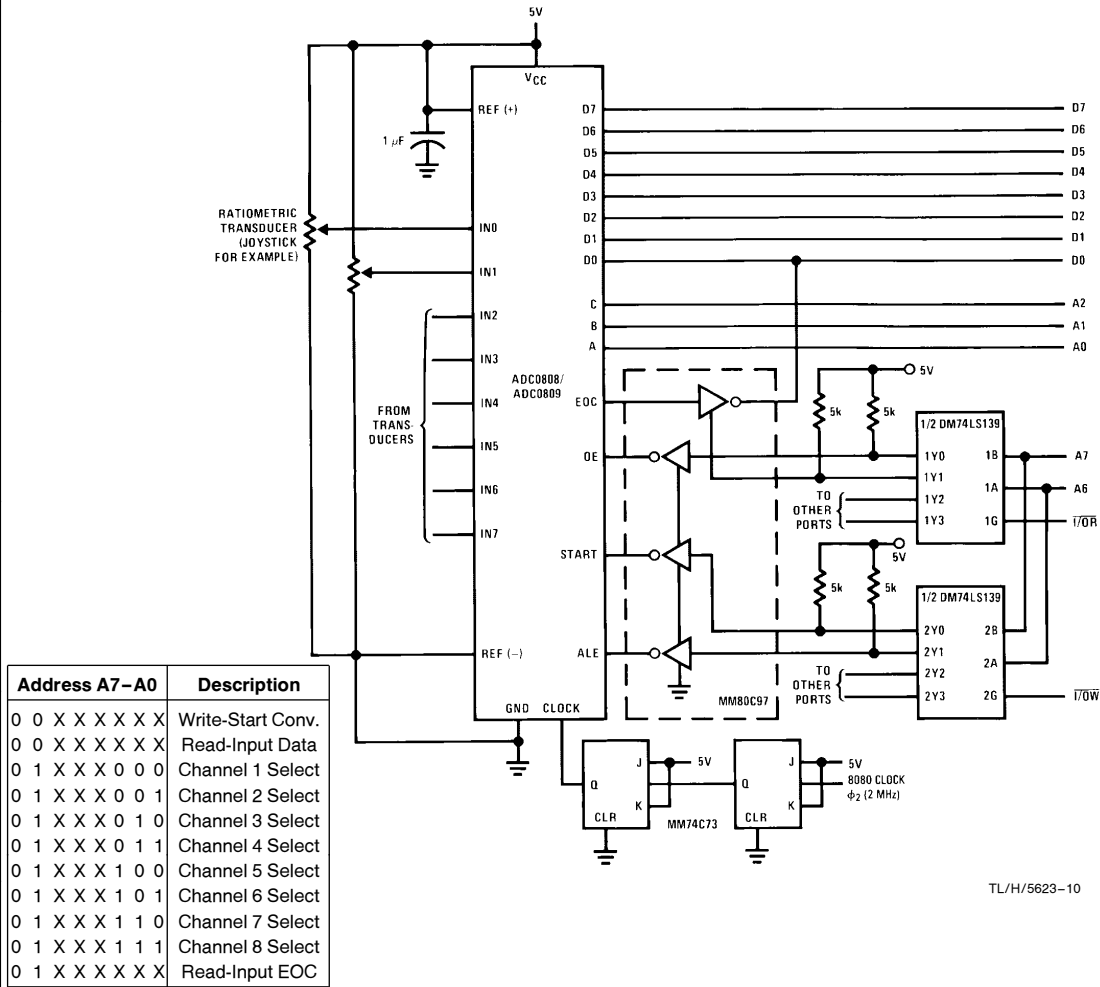 5V
VCC
REF (+)
1 μF
D7 D7
D6 D6
D5 D5
D4 D4
D3 D3
D2 D2
D1 D1
D0 D0
RATIOMETRIC
TRANSDUCER
(JOYSTICK
FOR EXAMPLE)
IN0
IN1
IN2
IN3
IN4
IN5
IN6
IN7
FROM
TRANS-
DUCERS
C A2
B A1
A A0
ADC0808/
ADC0809
EOC
OE
START
ALE
REF (–)
GND CLOCK
5V
5k 5k
1/2 DM74LS139
1Y0 1B A7
1Y1 1A A6
1Y2
1Y3 1G I/OR
TO
OTHER
PORTS
5V
5k 5k
1/2 DM74LS139
2Y0 2B
2Y1
2A
2Y2
2Y3 2G I/OW
TO
OTHER
PORTS
MM80C97
J 5V
Q
K
CLR
MM74C73
J 5V
Q
K
CLR
8080 CLOCK
ϕ2 (2 MHz)
TL/H/5623–10
Address A7–A0 Description
0 0 X X X X X X Write-Start Conv.
0 0 X X X X X X Read-Input Data
0 1 X X X 0 0 0 Channel 1 Select
0 1 X X X 0 0 1 Channel 2 Select
0 1 X X X 0 1 0 Channel 3 Select
0 1 X X X 0 1 1 Channel 4 Select
0 1 X X X 1 0 0 Channel 5 Select
0 1 X X X 1 0 1 Channel 6 Select
0 1 X X X 1 1 0 Channel 7 Select
0 1 X X X 1 1 1 Channel 8 Select
0 1 X X X X X X Read-Input EOC